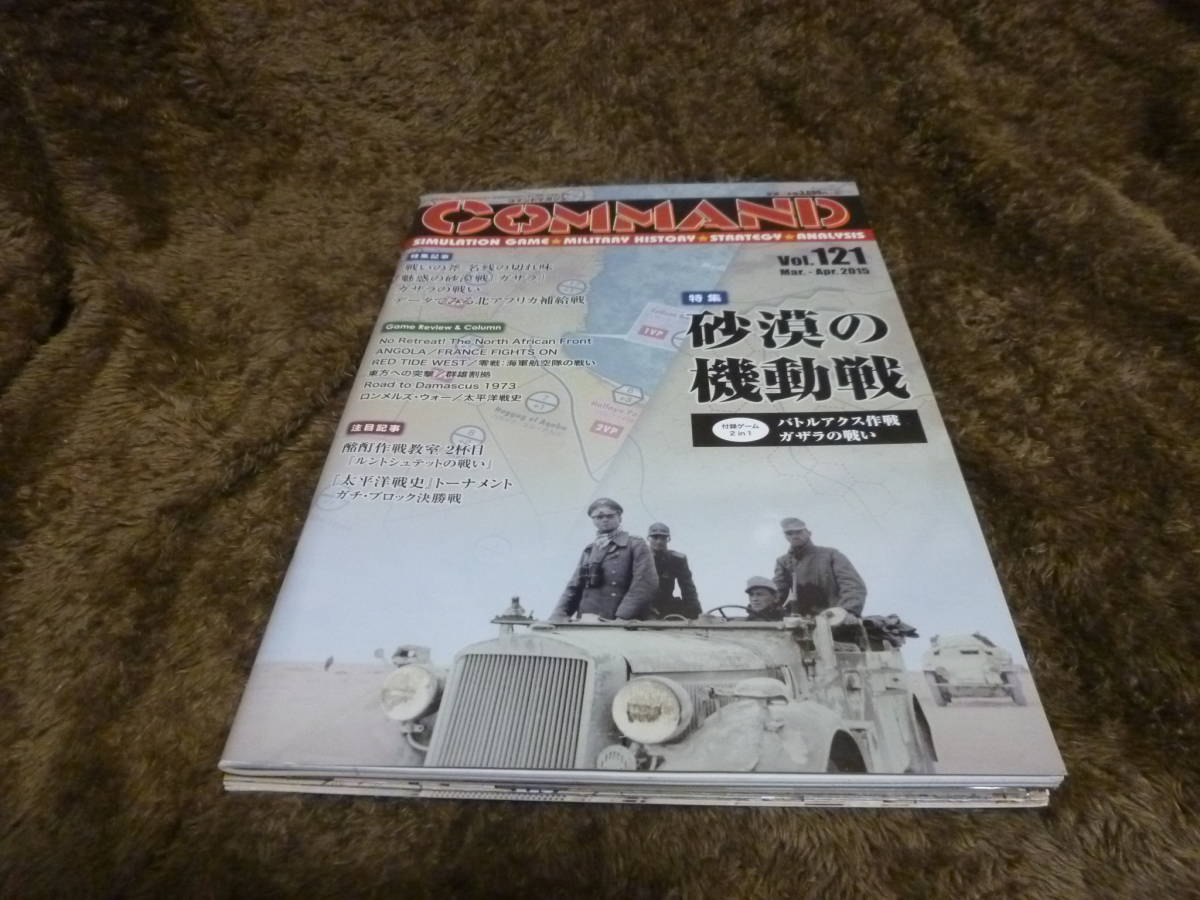 COMMAND
SIMULATION GAME★MILITARY HISTORY★STRATEGY★ANALYSIS
Vol.121
Mar. - Apr. 2015
特集記事
戦いの斧 名残の切れ味
魅惑の砂漠戦 ガザラ
ガザラの戦い
データでみる北アフリカ補給戦
Game Review & Column
No Retreat! The North African Front
ANGOLA/FRANCE FIGHTS ON
RED TIDE WEST/零戦:海軍航空隊の戦い
東方への突撃/群雄割拠
Road to Damascus 1973
ロンメルズ・ウォー/太平洋戦史
注目記事
酩酊作戦教室 2杯目
「ルントシュテットの戦い」
『太平洋戦史』トーナメント
ガチ・ブロック決勝戦
特集
砂漠の
機動戦
付録ゲーム
2 in 1
バトルアクス作戦
ガザラの戦い
1VP
2VP